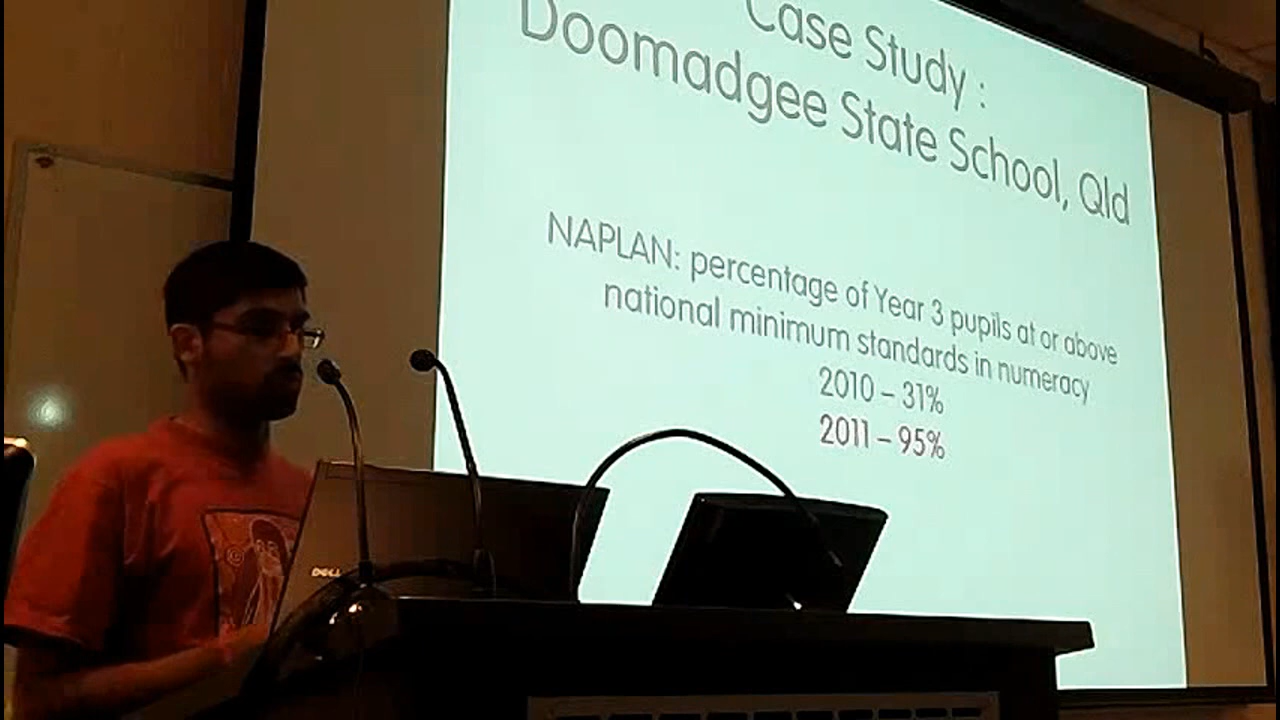 Case Study :
Doomadgee State School, Qld
NAPLAN: percentage of Year 3 pupils at or above
national minimum standards in numeracy
2010 – 31%
2011 – 95%
DELL